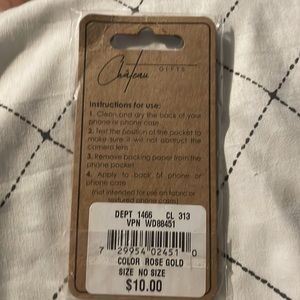 Château
GIFTS
Instructions for use:
1. Clean and dry the back of your
phone or phone case
2. Test the position of the pocket to
make sure it will not obstruct the
camera lens
3. Remove backing paper from the
phone pocket
4. Apply to back of phone or
phone case
(not intended for use on fabric or
textured phone cases)
DEPT 1466 CL 313
VPN WD88451
7 29954 02451 0
COLOR ROSE GOLD
SIZE NO SIZE
$10.00